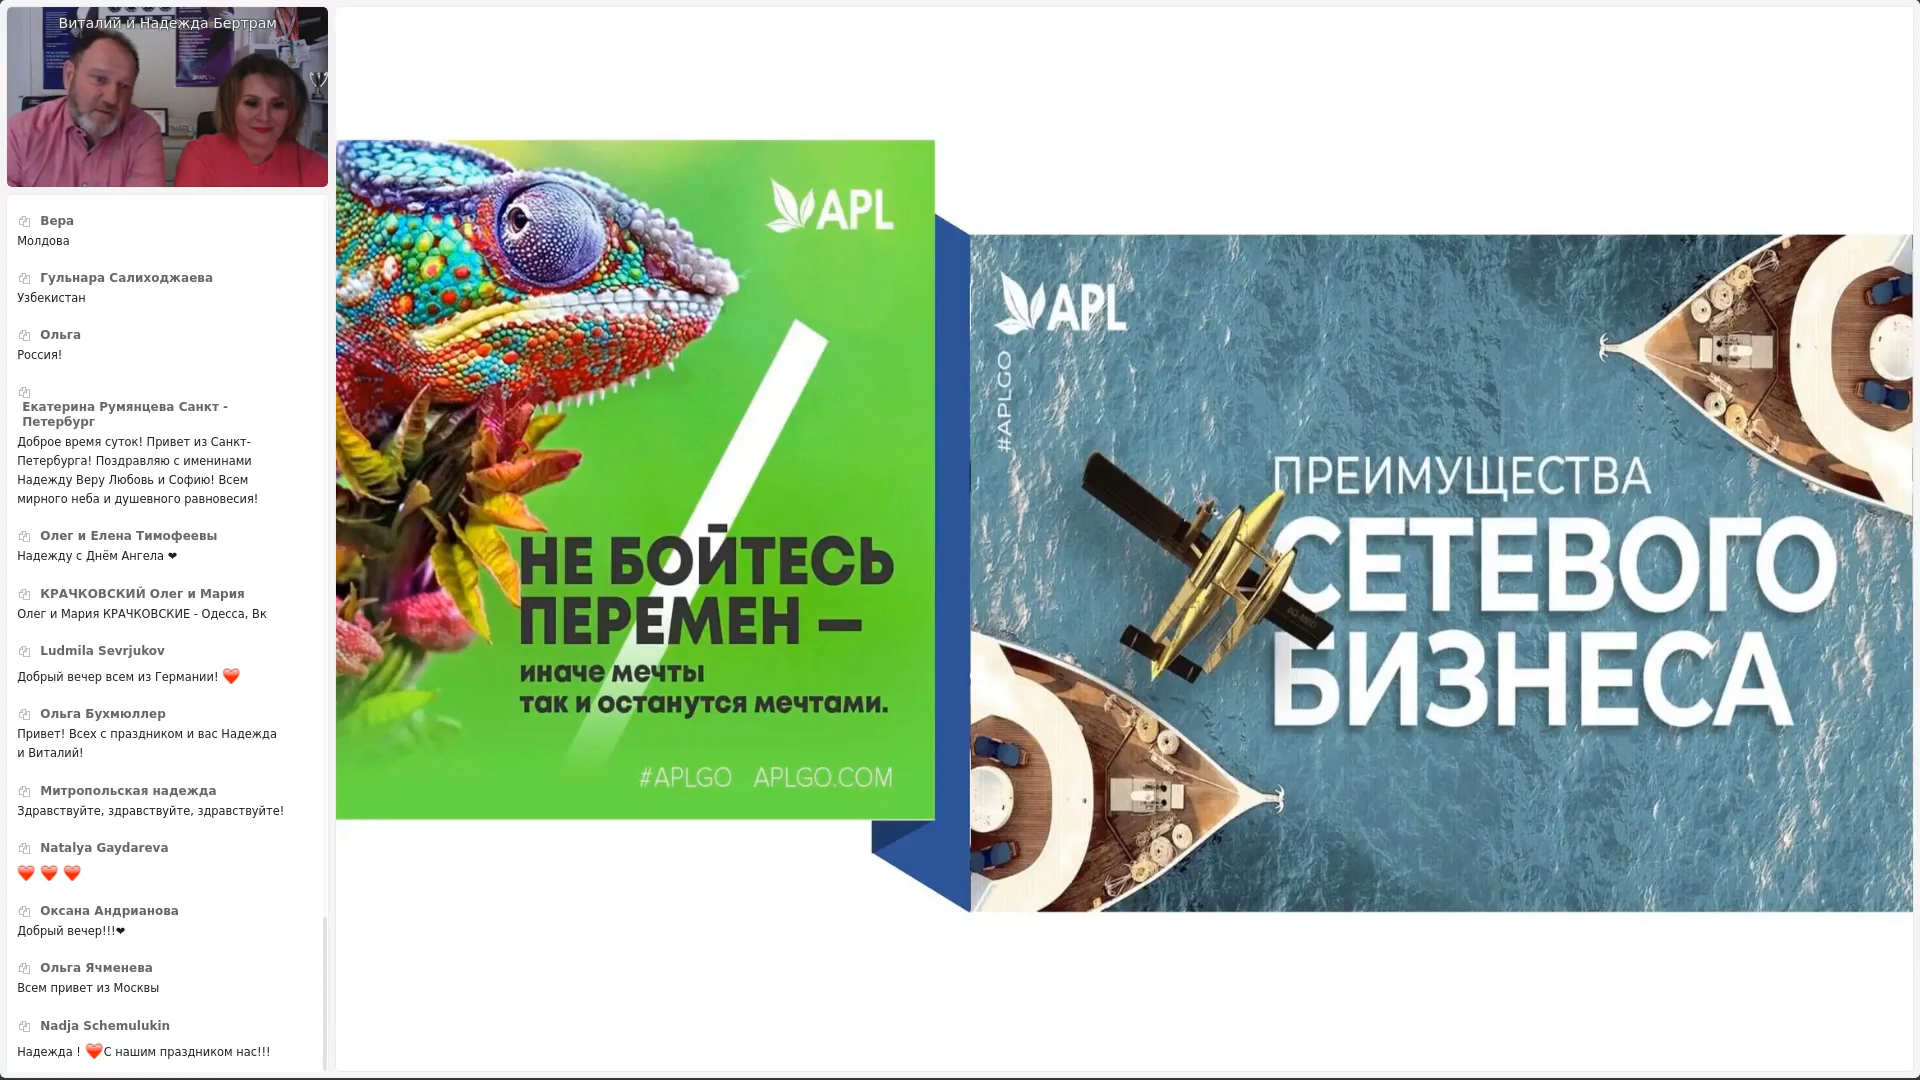 Виталий и Надежда Бертрам
Вера
Молдова
Гульнара Салиходжаева
Узбекистан
Ольга
Россия!
Екатерина Румянцева Санкт -
Петербург
Доброе время суток! Привет из Санкт-
Петербурга! Поздравляю с именинами
Надежду Веру Любовь и Софию! Всем
мирного неба и душевного равновесия!
Олег и Елена Тимофеевы
Надежду с Днём Ангела ❤
КРАЧКОВСКИЙ Олег и Мария
Олег и Мария КРАЧКОВСКИЕ - Одесса, Вк
Ludmila Sevrjukov
Добрый вечер всем из Германии! ❤️
Ольга Бухмюллер
Привет! Всех с праздником и вас Надежда
и Виталий!
Митропольская надежда
Здравствуйте, здравствуйте, здравствуйте!
Natalya Gaydareva
❤️ ❤️ ❤️
Оксана Андрианова
Добрый вечер!!!❤
Ольга Ячменева
Всем привет из Москвы
Nadja Schemulukin
Надежда ! ❤️С нашим праздником нас!!!
APL
НЕ БОЙТЕСЬ
ПЕРЕМЕН —
иначе мечты
так и останутся мечтами.
#APLGO APLGO.COM
APL
#APLGO
ПРЕИМУЩЕСТВА
СЕТЕВОГО
БИЗНЕСА